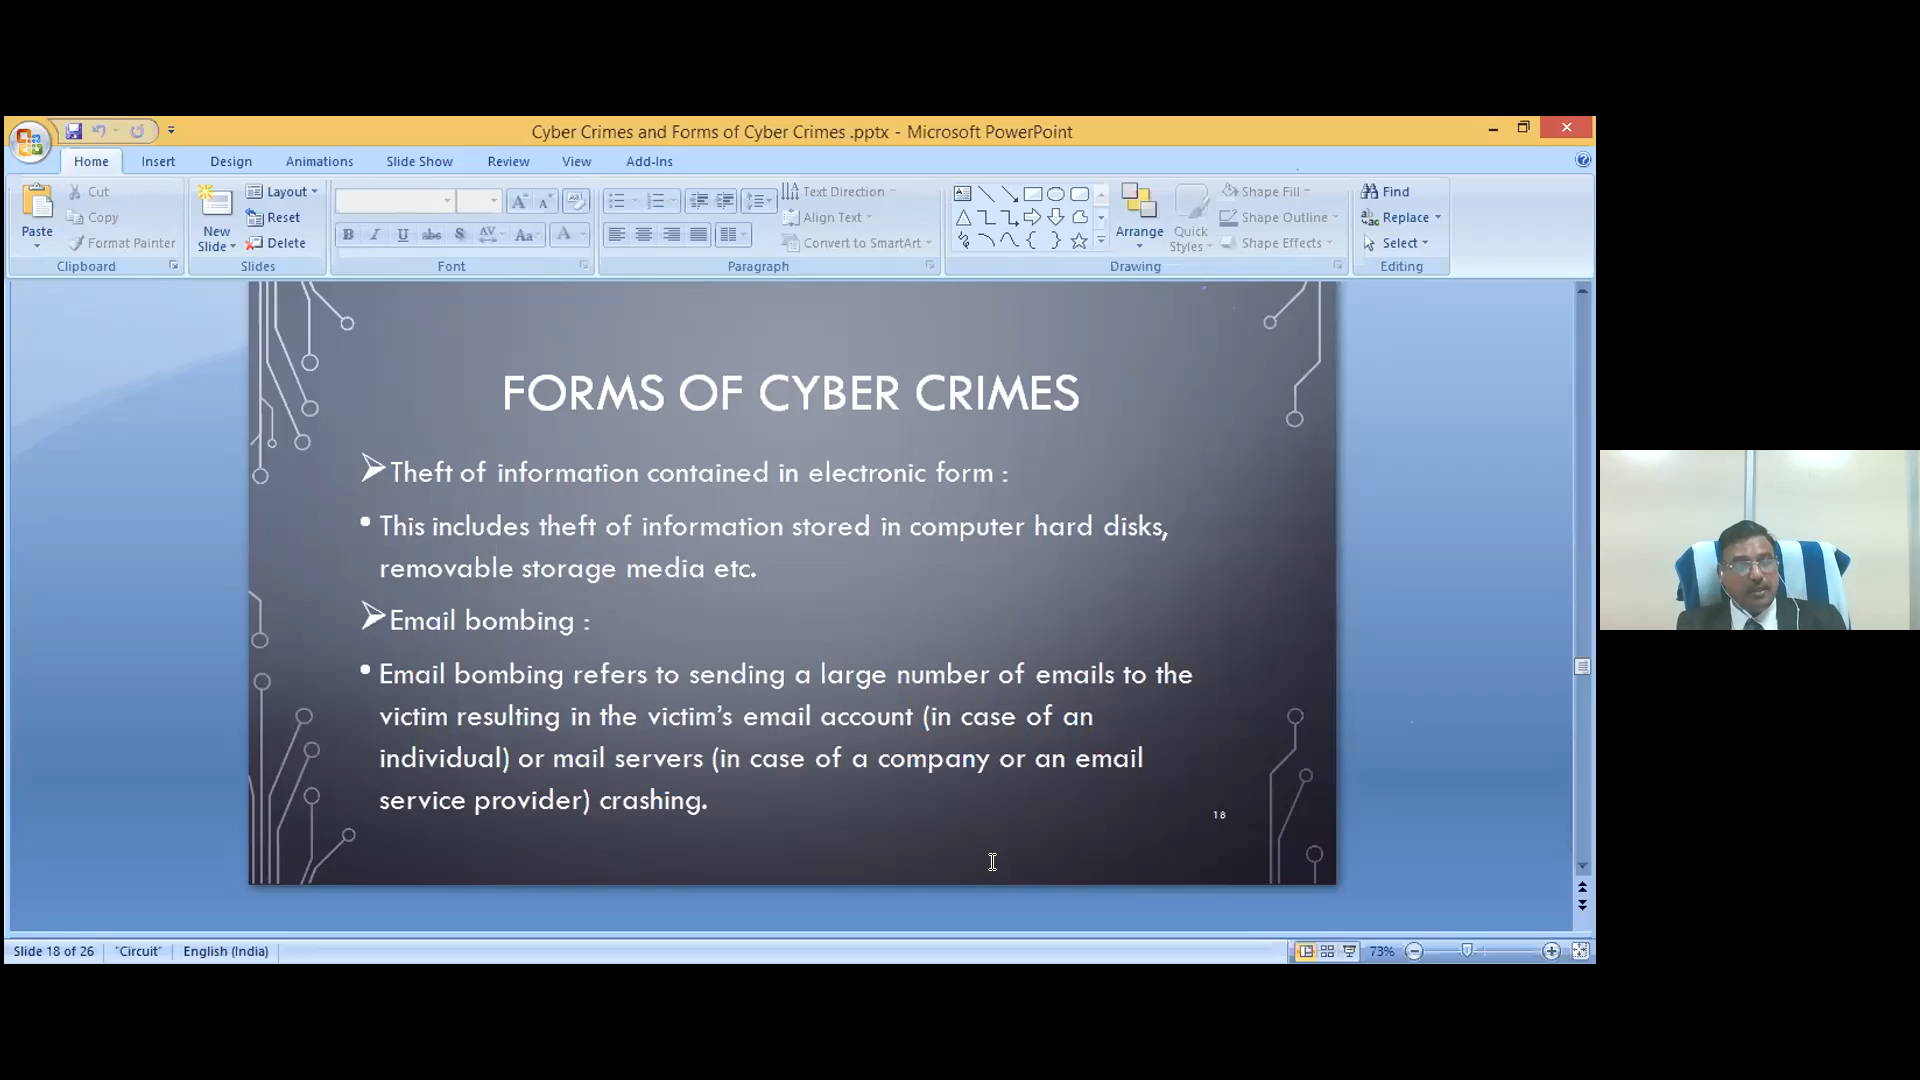 Cyber Crimes and Forms of Cyber Crimes .pptx - Microsoft PowerPoint
Home Insert Design Animations Slide Show Review View Add-Ins
Paste
Cut
Copy
Format Painter
Clipboard
New Slide
Layout
Reset
Delete
Slides
Font
Text Direction
Align Text
Convert to SmartArt
Paragraph
Arrange
Quick Styles
Shape Fill
Shape Outline
Shape Effects
Drawing
Find
Replace
Select
Editing
FORMS OF CYBER CRIMES
Theft of information contained in electronic form :
• This includes theft of information stored in computer hard disks,
removable storage media etc.
Email bombing :
• Email bombing refers to sending a large number of emails to the
victim resulting in the victim's email account (in case of an
individual) or mail servers (in case of a company or an email
service provider) crashing.
18
Slide 18 of 26 "Circuit" English (India) 73%